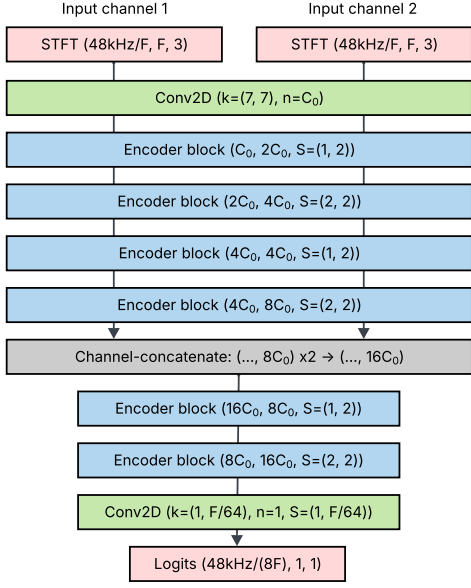 Input channel 1
Input channel 2
STFT (48kHz/F, F, 3)
STFT (48kHz/F, F, 3)
Conv2D (k=(7, 7), n=C₀)
Encoder block (C₀, 2C₀, S=(1, 2))
Encoder block (2C₀, 4C₀, S=(2, 2))
Encoder block (4C₀, 4C₀, S=(1, 2))
Encoder block (4C₀, 8C₀, S=(2, 2))
Channel-concatenate: (..., 8C₀) x2 → (..., 16C₀)
Encoder block (16C₀, 8C₀, S=(1, 2))
Encoder block (8C₀, 16C₀, S=(2, 2))
Conv2D (k=(1, F/64), n=1, S=(1, F/64))
Logits (48kHz/(8F), 1, 1)